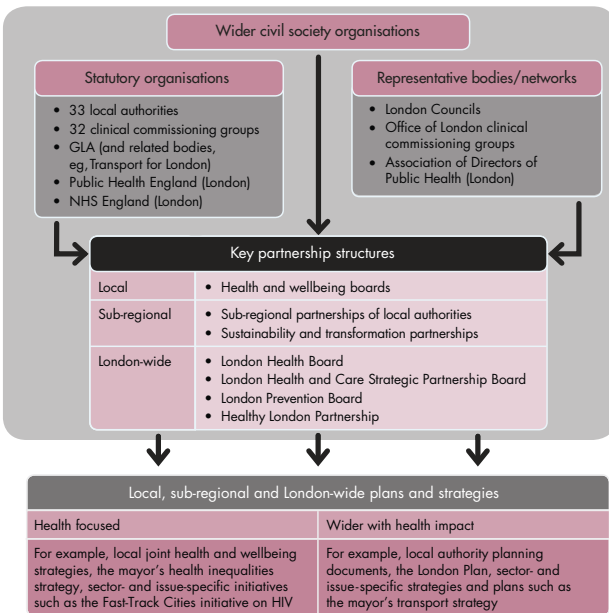 Wider civil society organisations
Statutory organisations
• 33 local authorities
• 32 clinical commissioning groups
• GLA (and related bodies,
eg, Transport for London)
• Public Health England (London)
• NHS England (London)
Representative bodies/networks
• London Councils
• Office of London clinical
commissioning groups
• Association of Directors of
Public Health (London)
Key partnership structures
Local
• Health and wellbeing boards
Sub-regional
• Sub-regional partnerships of local authorities
• Sustainability and transformation partnerships
London-wide
• London Health Board
• London Health and Care Strategic Partnership Board
• London Prevention Board
• Healthy London Partnership
Local, sub-regional and London-wide plans and strategies
Health focused
Wider with health impact
For example, local joint health and wellbeing
strategies, the mayor's health inequalities
strategy, sector- and issue-specific initiatives
such as the Fast-Track Cities initiative on HIV
For example, local authority planning
documents, the London Plan, sector- and
issue-specific strategies and plans such as
the mayor's transport strategy